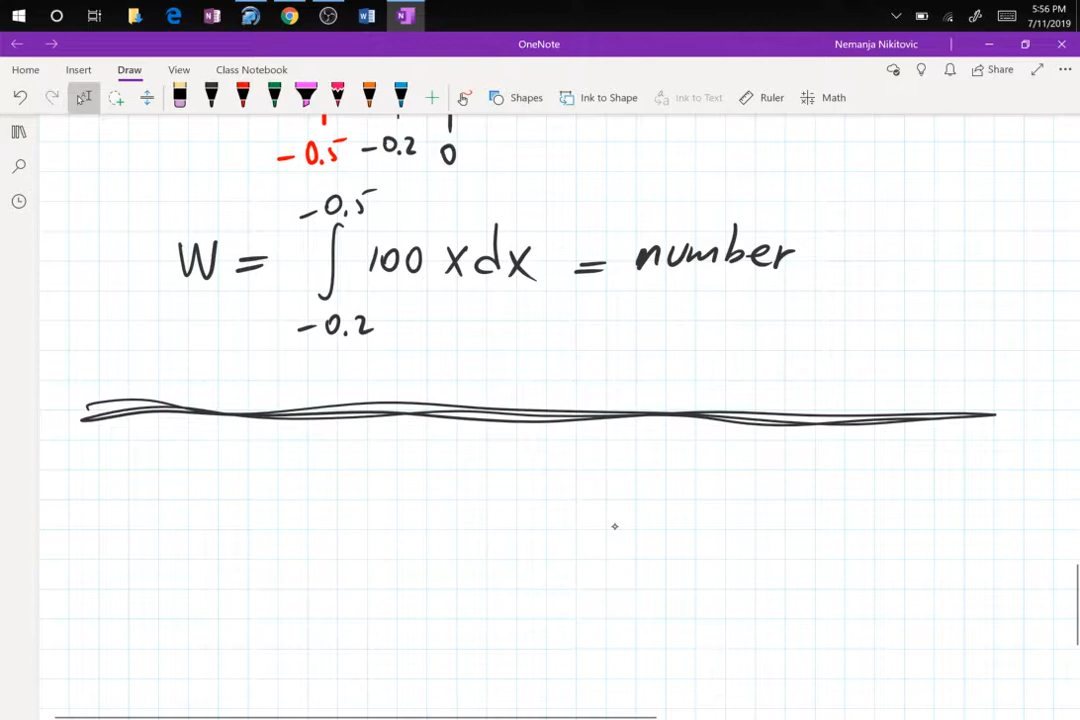 5:56 PM
7/11/2019
OneNote
Nemanja Nikitovic
Home Insert Draw View Class Notebook
Share
Shapes Ink to Shape Ink to Text Ruler Math
-0.5 -0.2 0
-0.5
W = ∫ 100 x dx = number
-0.2